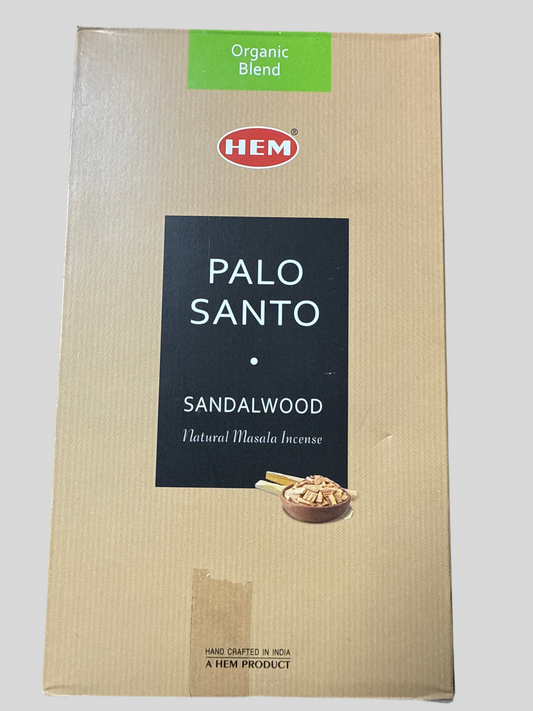 Organic
Blend
HEM®
PALO
SANTO
•
SANDALWOOD
Natural Masala Incense
HAND CRAFTED IN INDIA
A HEM PRODUCT